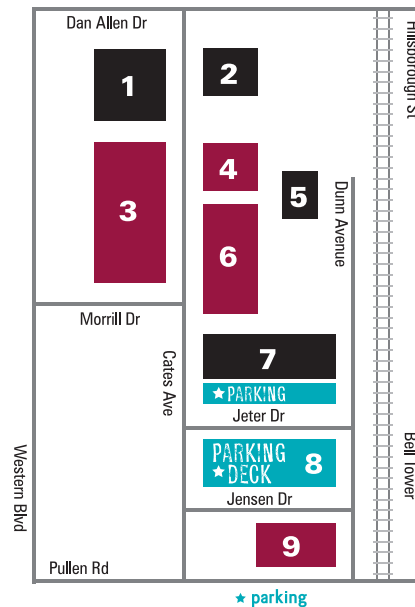 Dan Allen Dr
Hillsborough St
1
2
3
4
5
Dunn Avenue
6
Morrill Dr
Cates Ave
7
★ PARKING
Jeter Dr
Western Blvd
PARKING
★ DECK
8
Bell Tower
Jensen Dr
9
Pullen Rd
★ parking